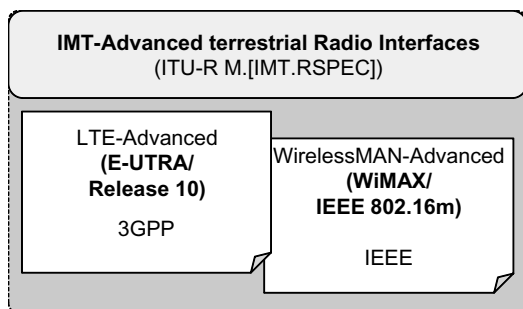 IMT-Advanced terrestrial Radio Interfaces
(ITU-R M.[IMT.RSPEC])
LTE-Advanced
(E-UTRA/
Release 10)
3GPP
WirelessMAN-Advanced
(WiMAX/
IEEE 802.16m)
IEEE